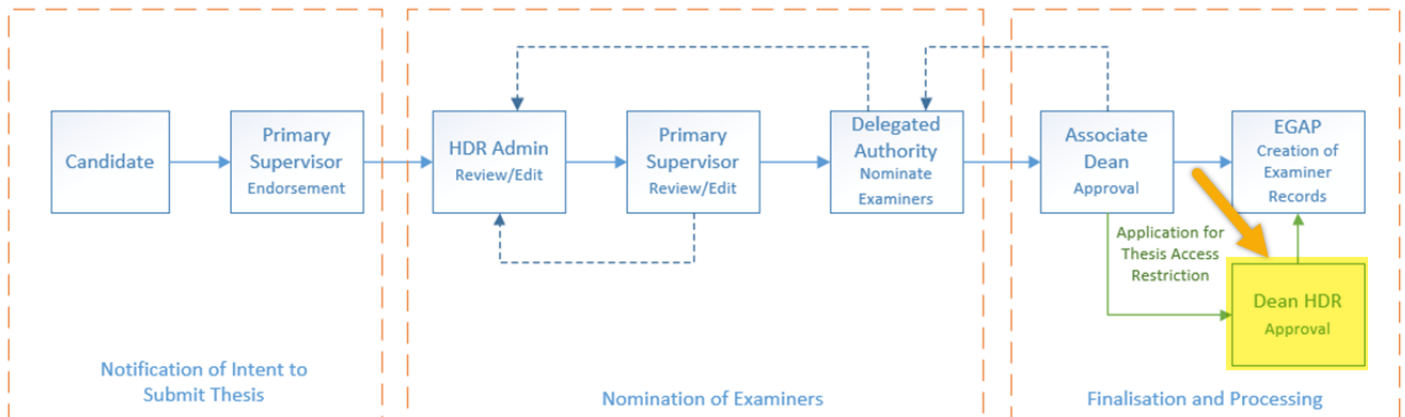 Candidate
Primary
Supervisor
Endorsement
Notification of Intent to
Submit Thesis
HDR Admin
Review/Edit
Primary
Supervisor
Review/Edit
Delegated
Authority
Nominate
Examiners
Nomination of Examiners
Associate
Dean
Approval
EGAP
Creation of
Examiner
Records
Application for
Thesis Access
Restriction
Dean HDR
Approval
Finalisation and Processing